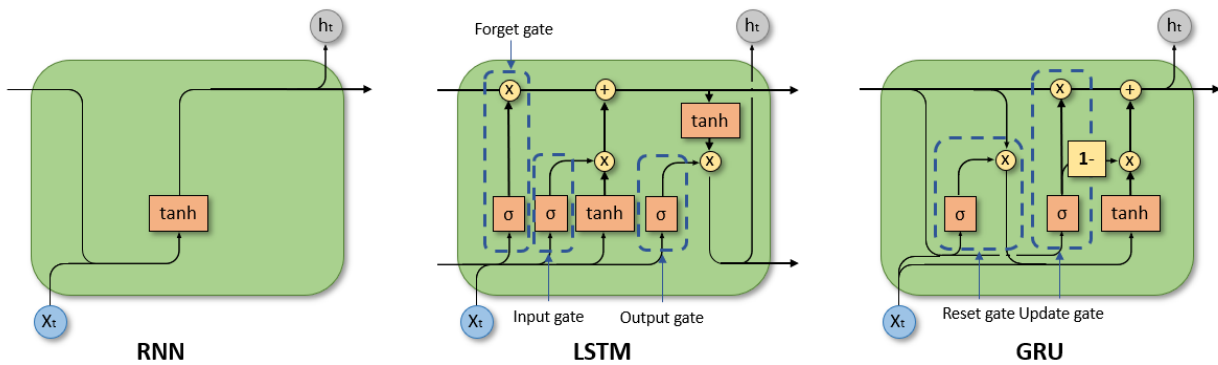 hₜ
tanh
Xₜ
RNN
Forget gate
hₜ
x
+
tanh
x
x
σ
σ
tanh
σ
Xₜ
Input gate
Output gate
LSTM
hₜ
x
+
x
1-
x
σ
σ
tanh
Xₜ
Reset gate
Update gate
GRU